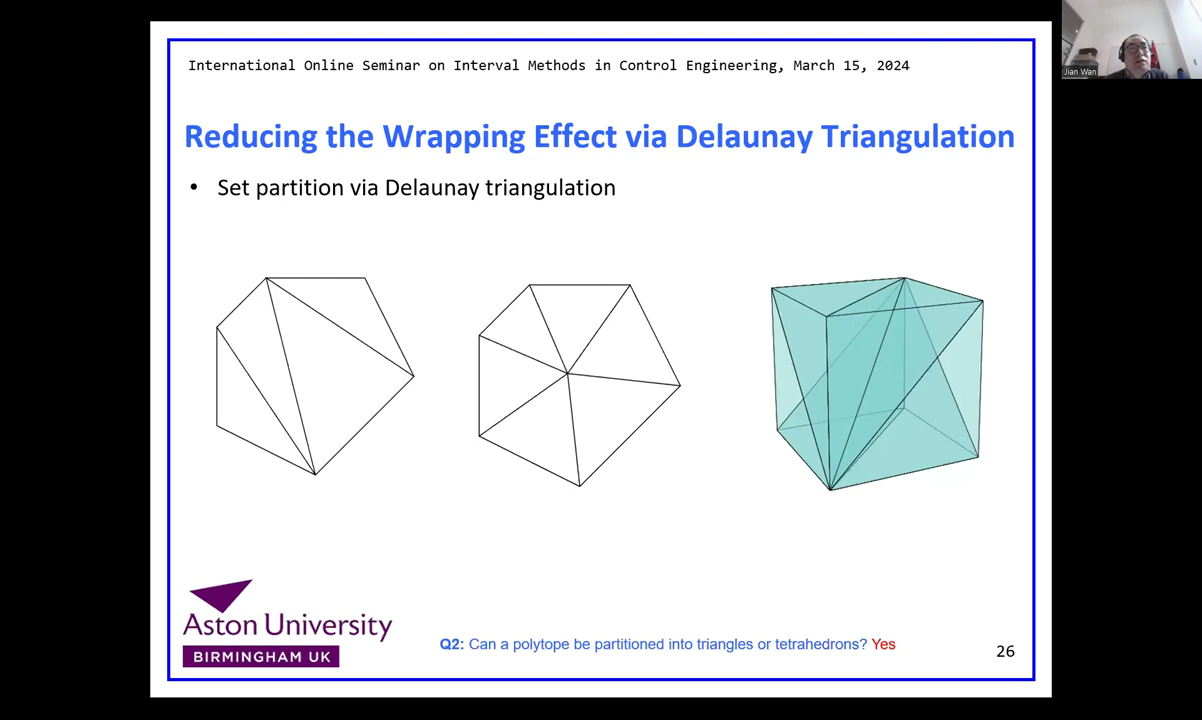 International Online Seminar on Interval Methods in Control Engineering, March 15, 2024
Jian Wan
Reducing the Wrapping Effect via Delaunay Triangulation
• Set partition via Delaunay triangulation
Aston University
BIRMINGHAM UK
Q2: Can a polytope be partitioned into triangles or tetrahedrons? Yes
26